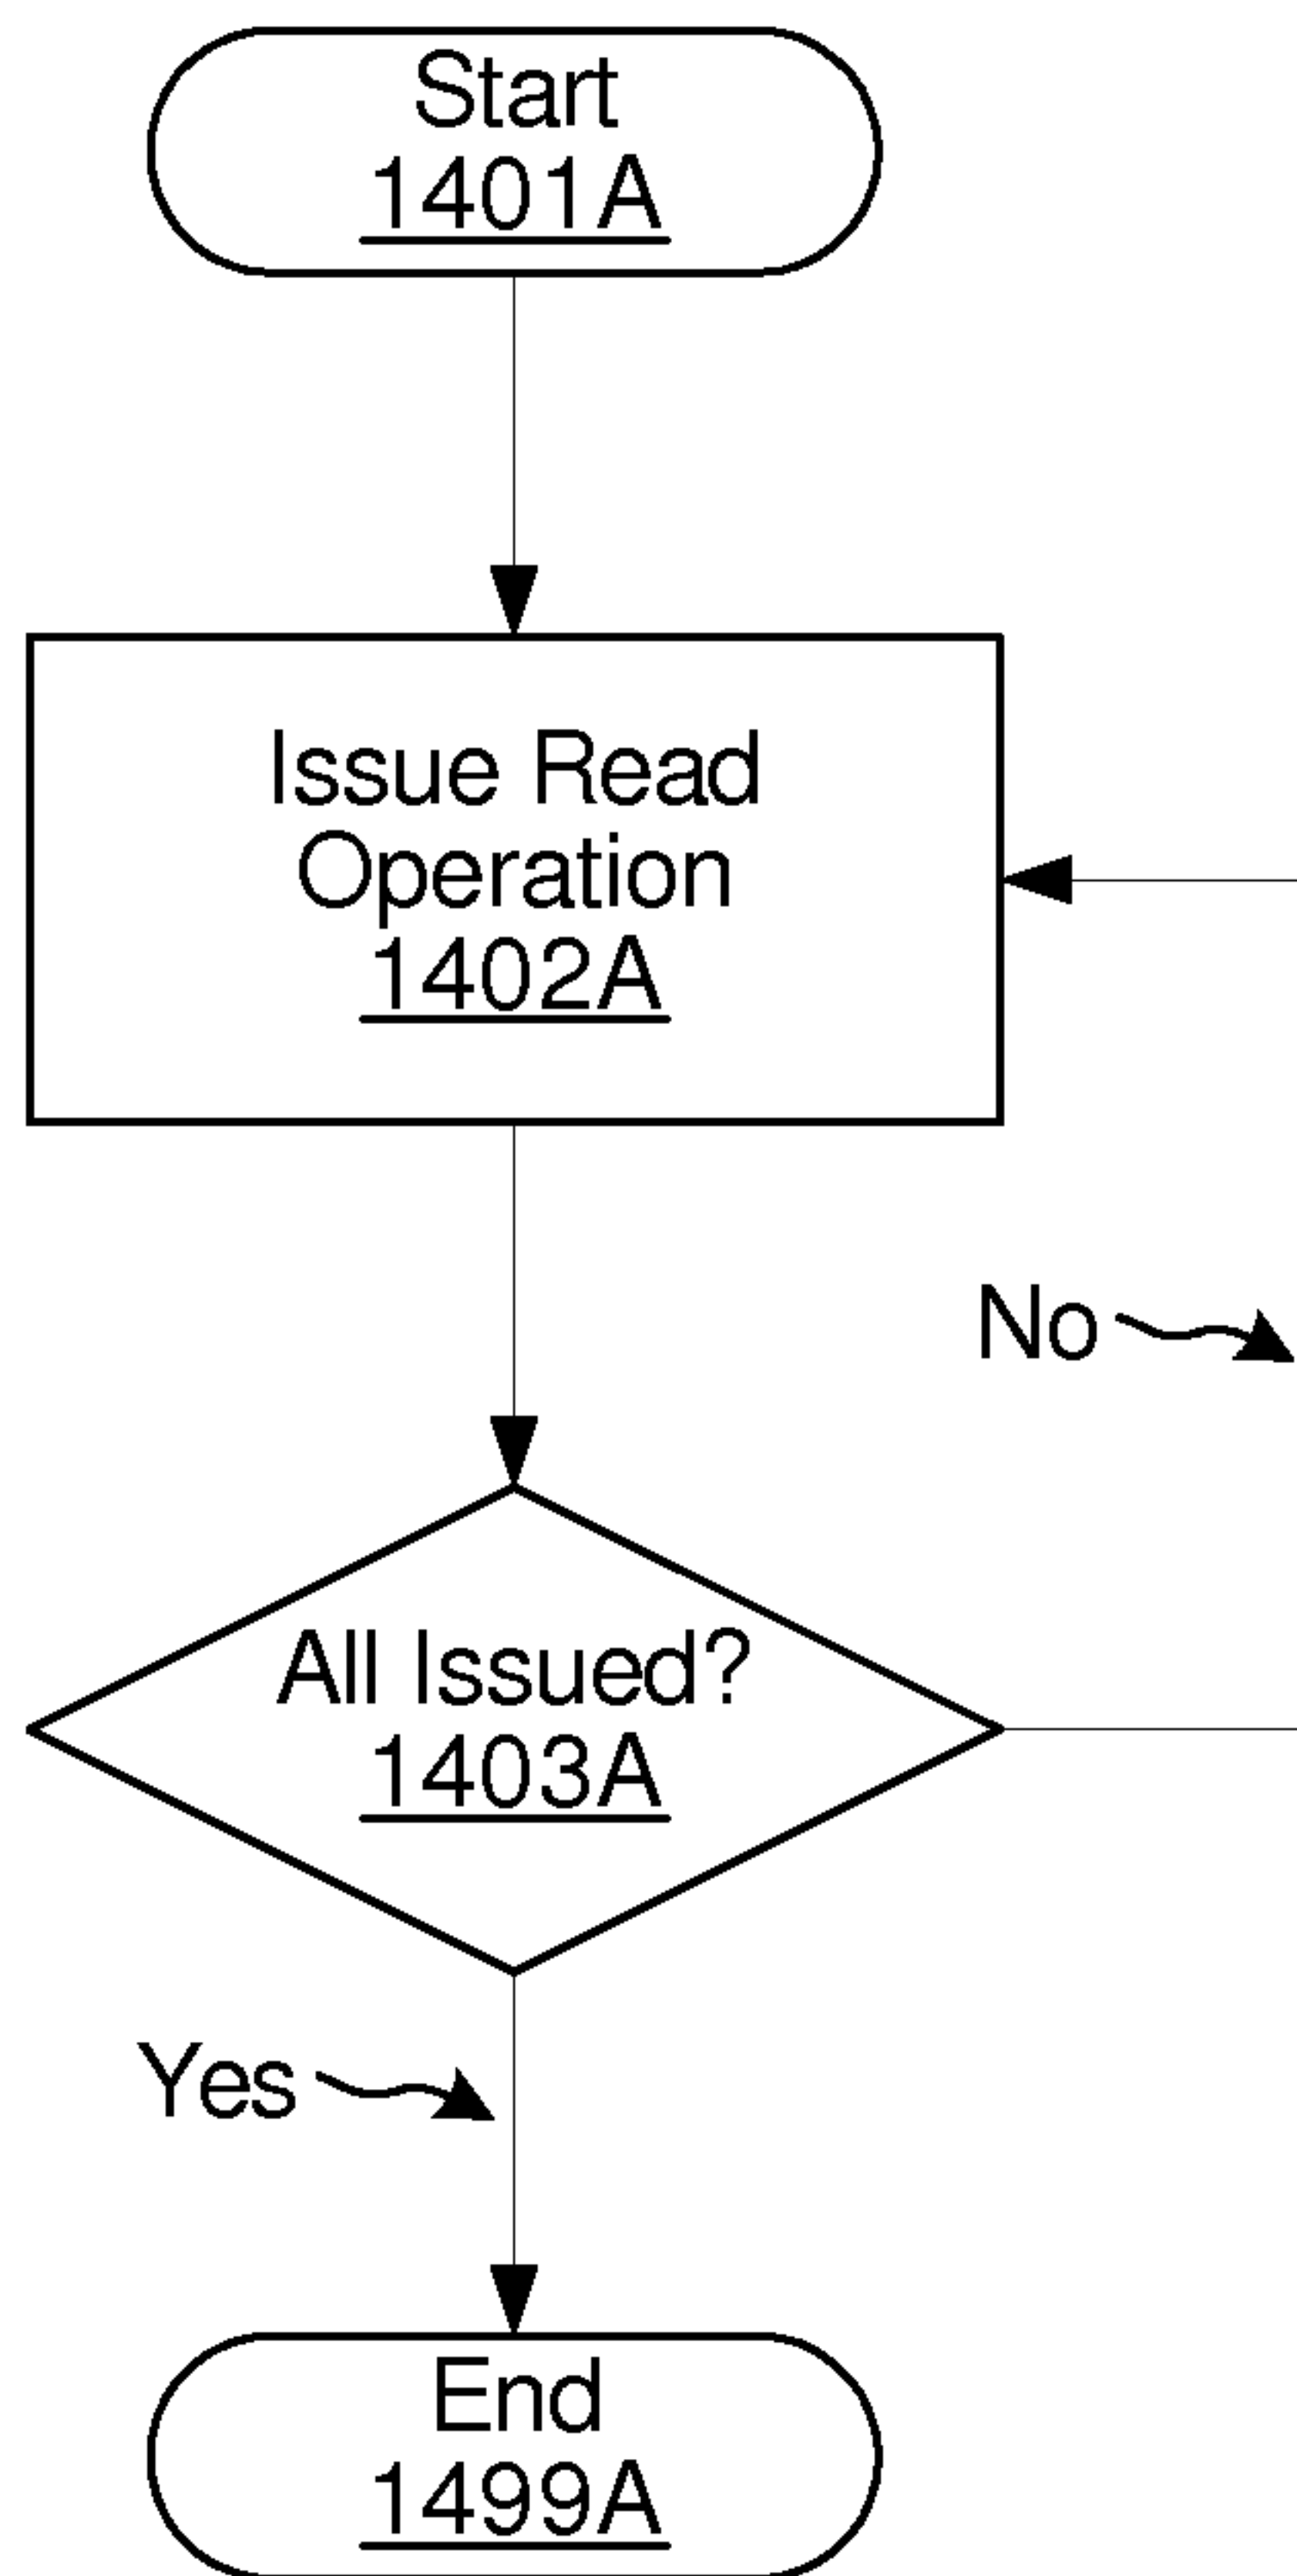 Start
1401A
Issue Read
Operation
1402A
No
All Issued?
1403A
Yes
End
1499A